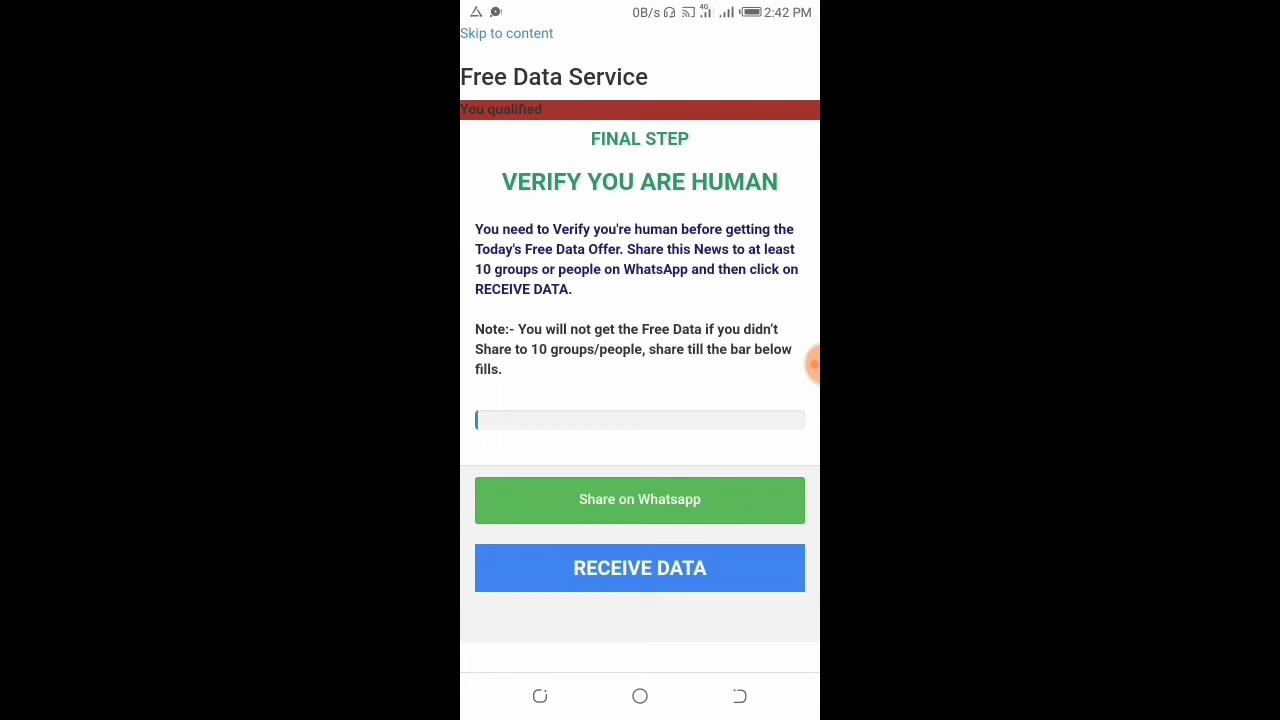 0B/s 4G 2:42 PM
Skip to content
Free Data Service
You qualified
FINAL STEP
VERIFY YOU ARE HUMAN
You need to Verify you're human before getting the
Today's Free Data Offer. Share this News to at least
10 groups or people on WhatsApp and then click on
RECEIVE DATA.
Note:- You will not get the Free Data if you didn't
Share to 10 groups/people, share till the bar below
fills.
Share on Whatsapp
RECEIVE DATA